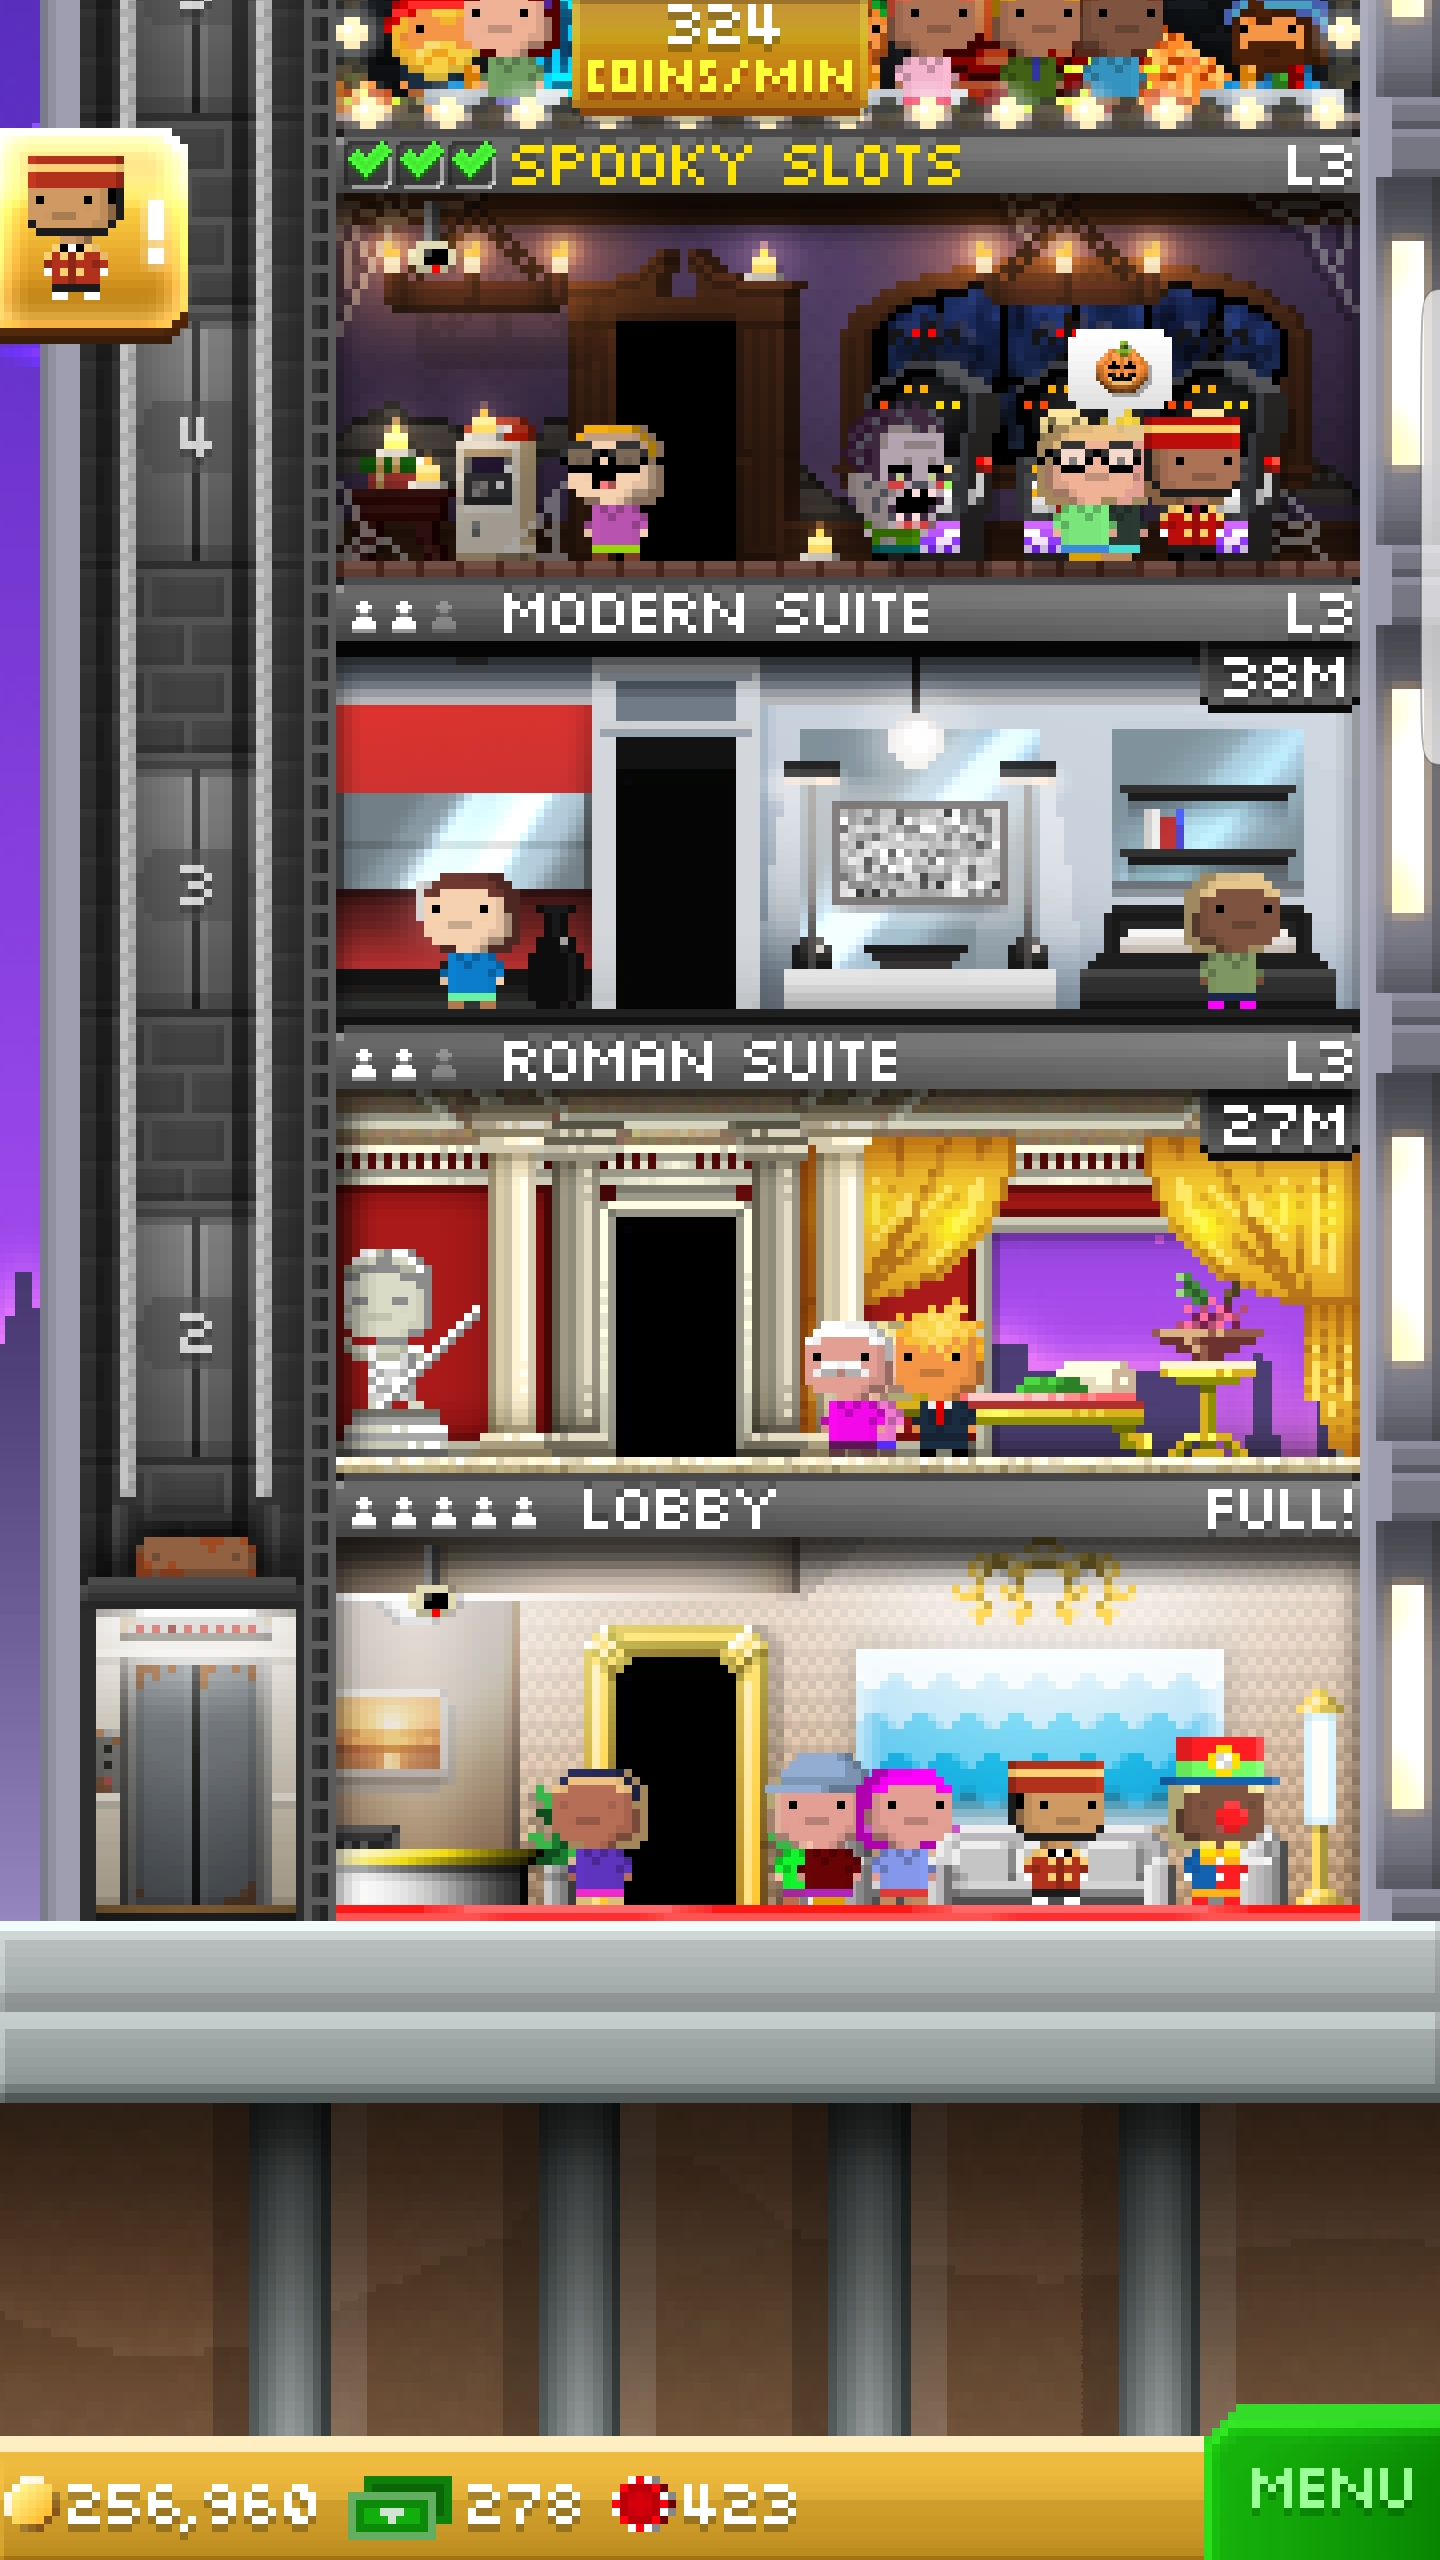 324
COINS/MIN
SPOOKY SLOTS L3
!
4
MODERN SUITE L3
38M
3
ROMAN SUITE L3
27M
2
LOBBY FULL!
256,960 278 423
MENU